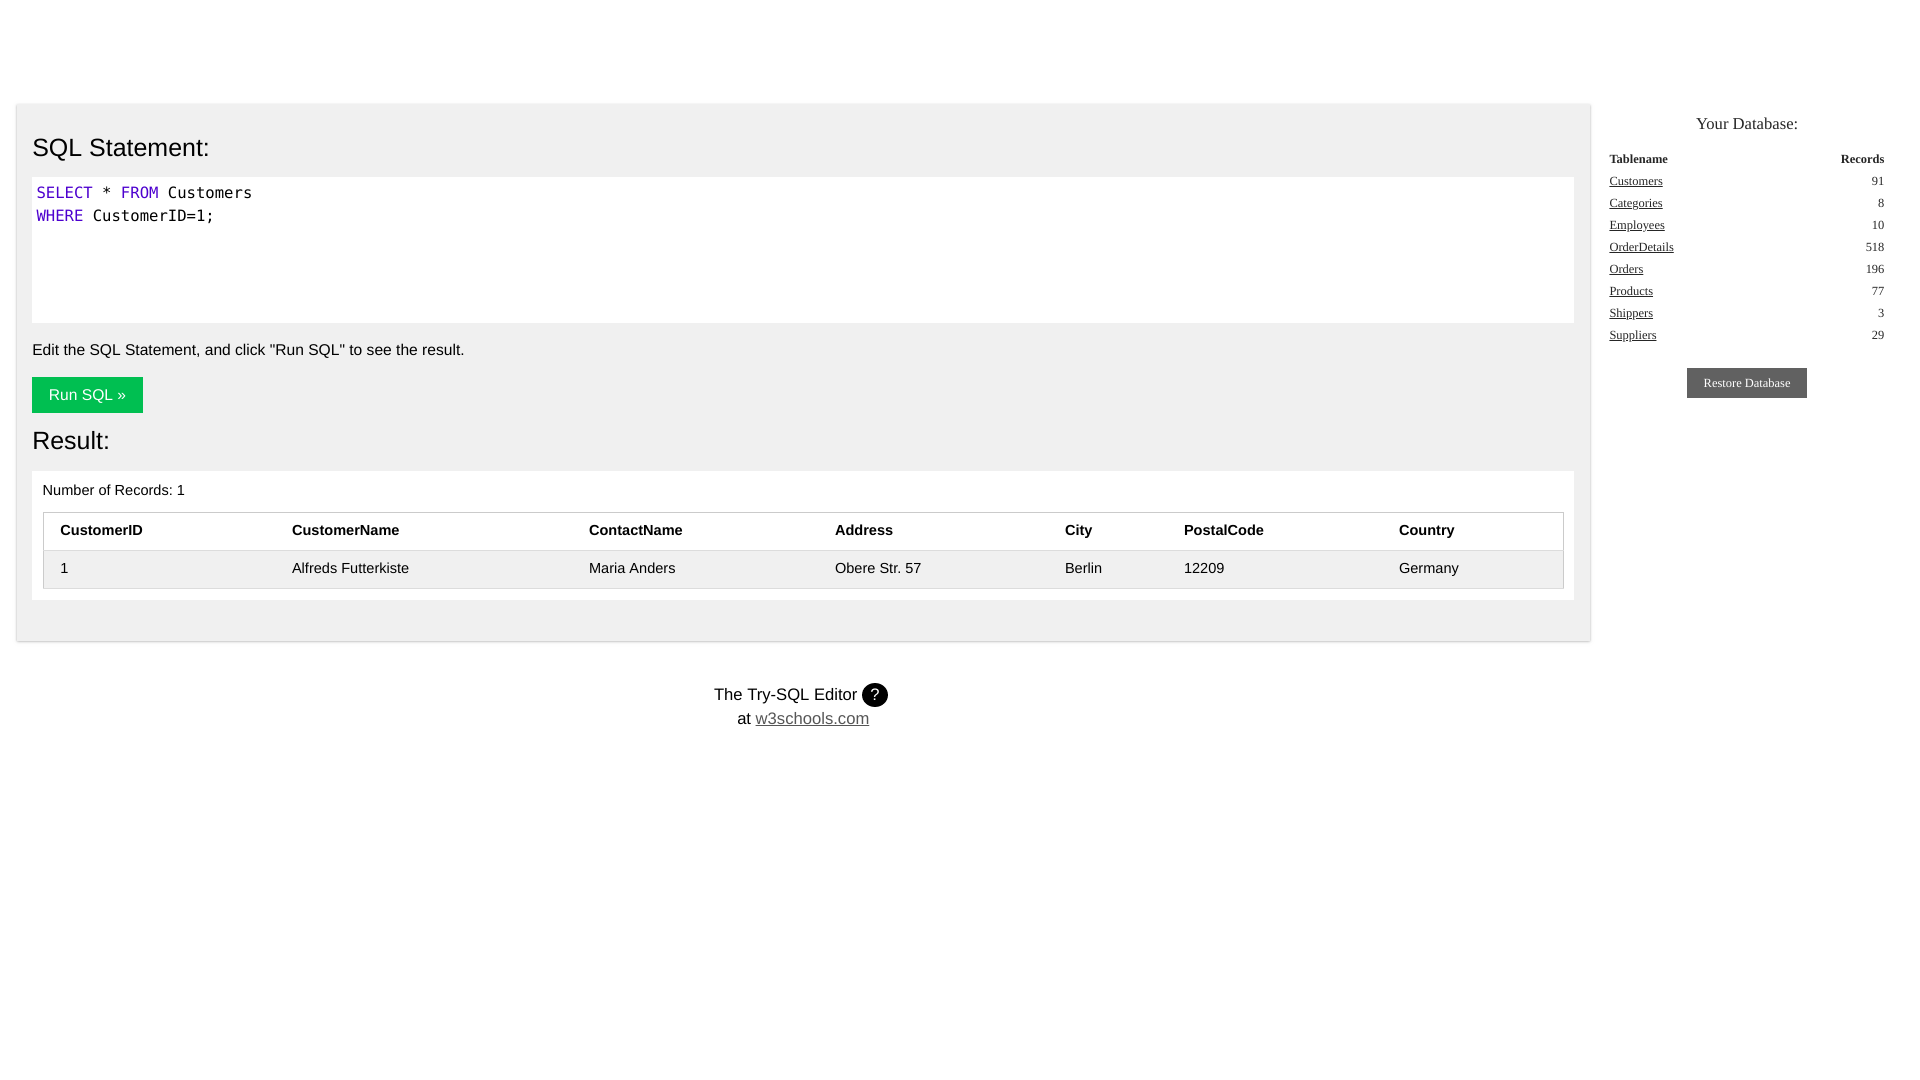 SQL Statement:
SELECT * FROM Customers
WHERE CustomerID=1;
Edit the SQL Statement, and click "Run SQL" to see the result.
Run SQL »
Result:
Number of Records: 1
CustomerID CustomerName ContactName Address City PostalCode Country
1 Alfreds Futterkiste Maria Anders Obere Str. 57 Berlin 12209 Germany
The Try-SQL Editor ?
at w3schools.com
Your Database:
Tablename Records
Customers 91
Categories 8
Employees 10
OrderDetails 518
Orders 196
Products 77
Shippers 3
Suppliers 29
Restore Database